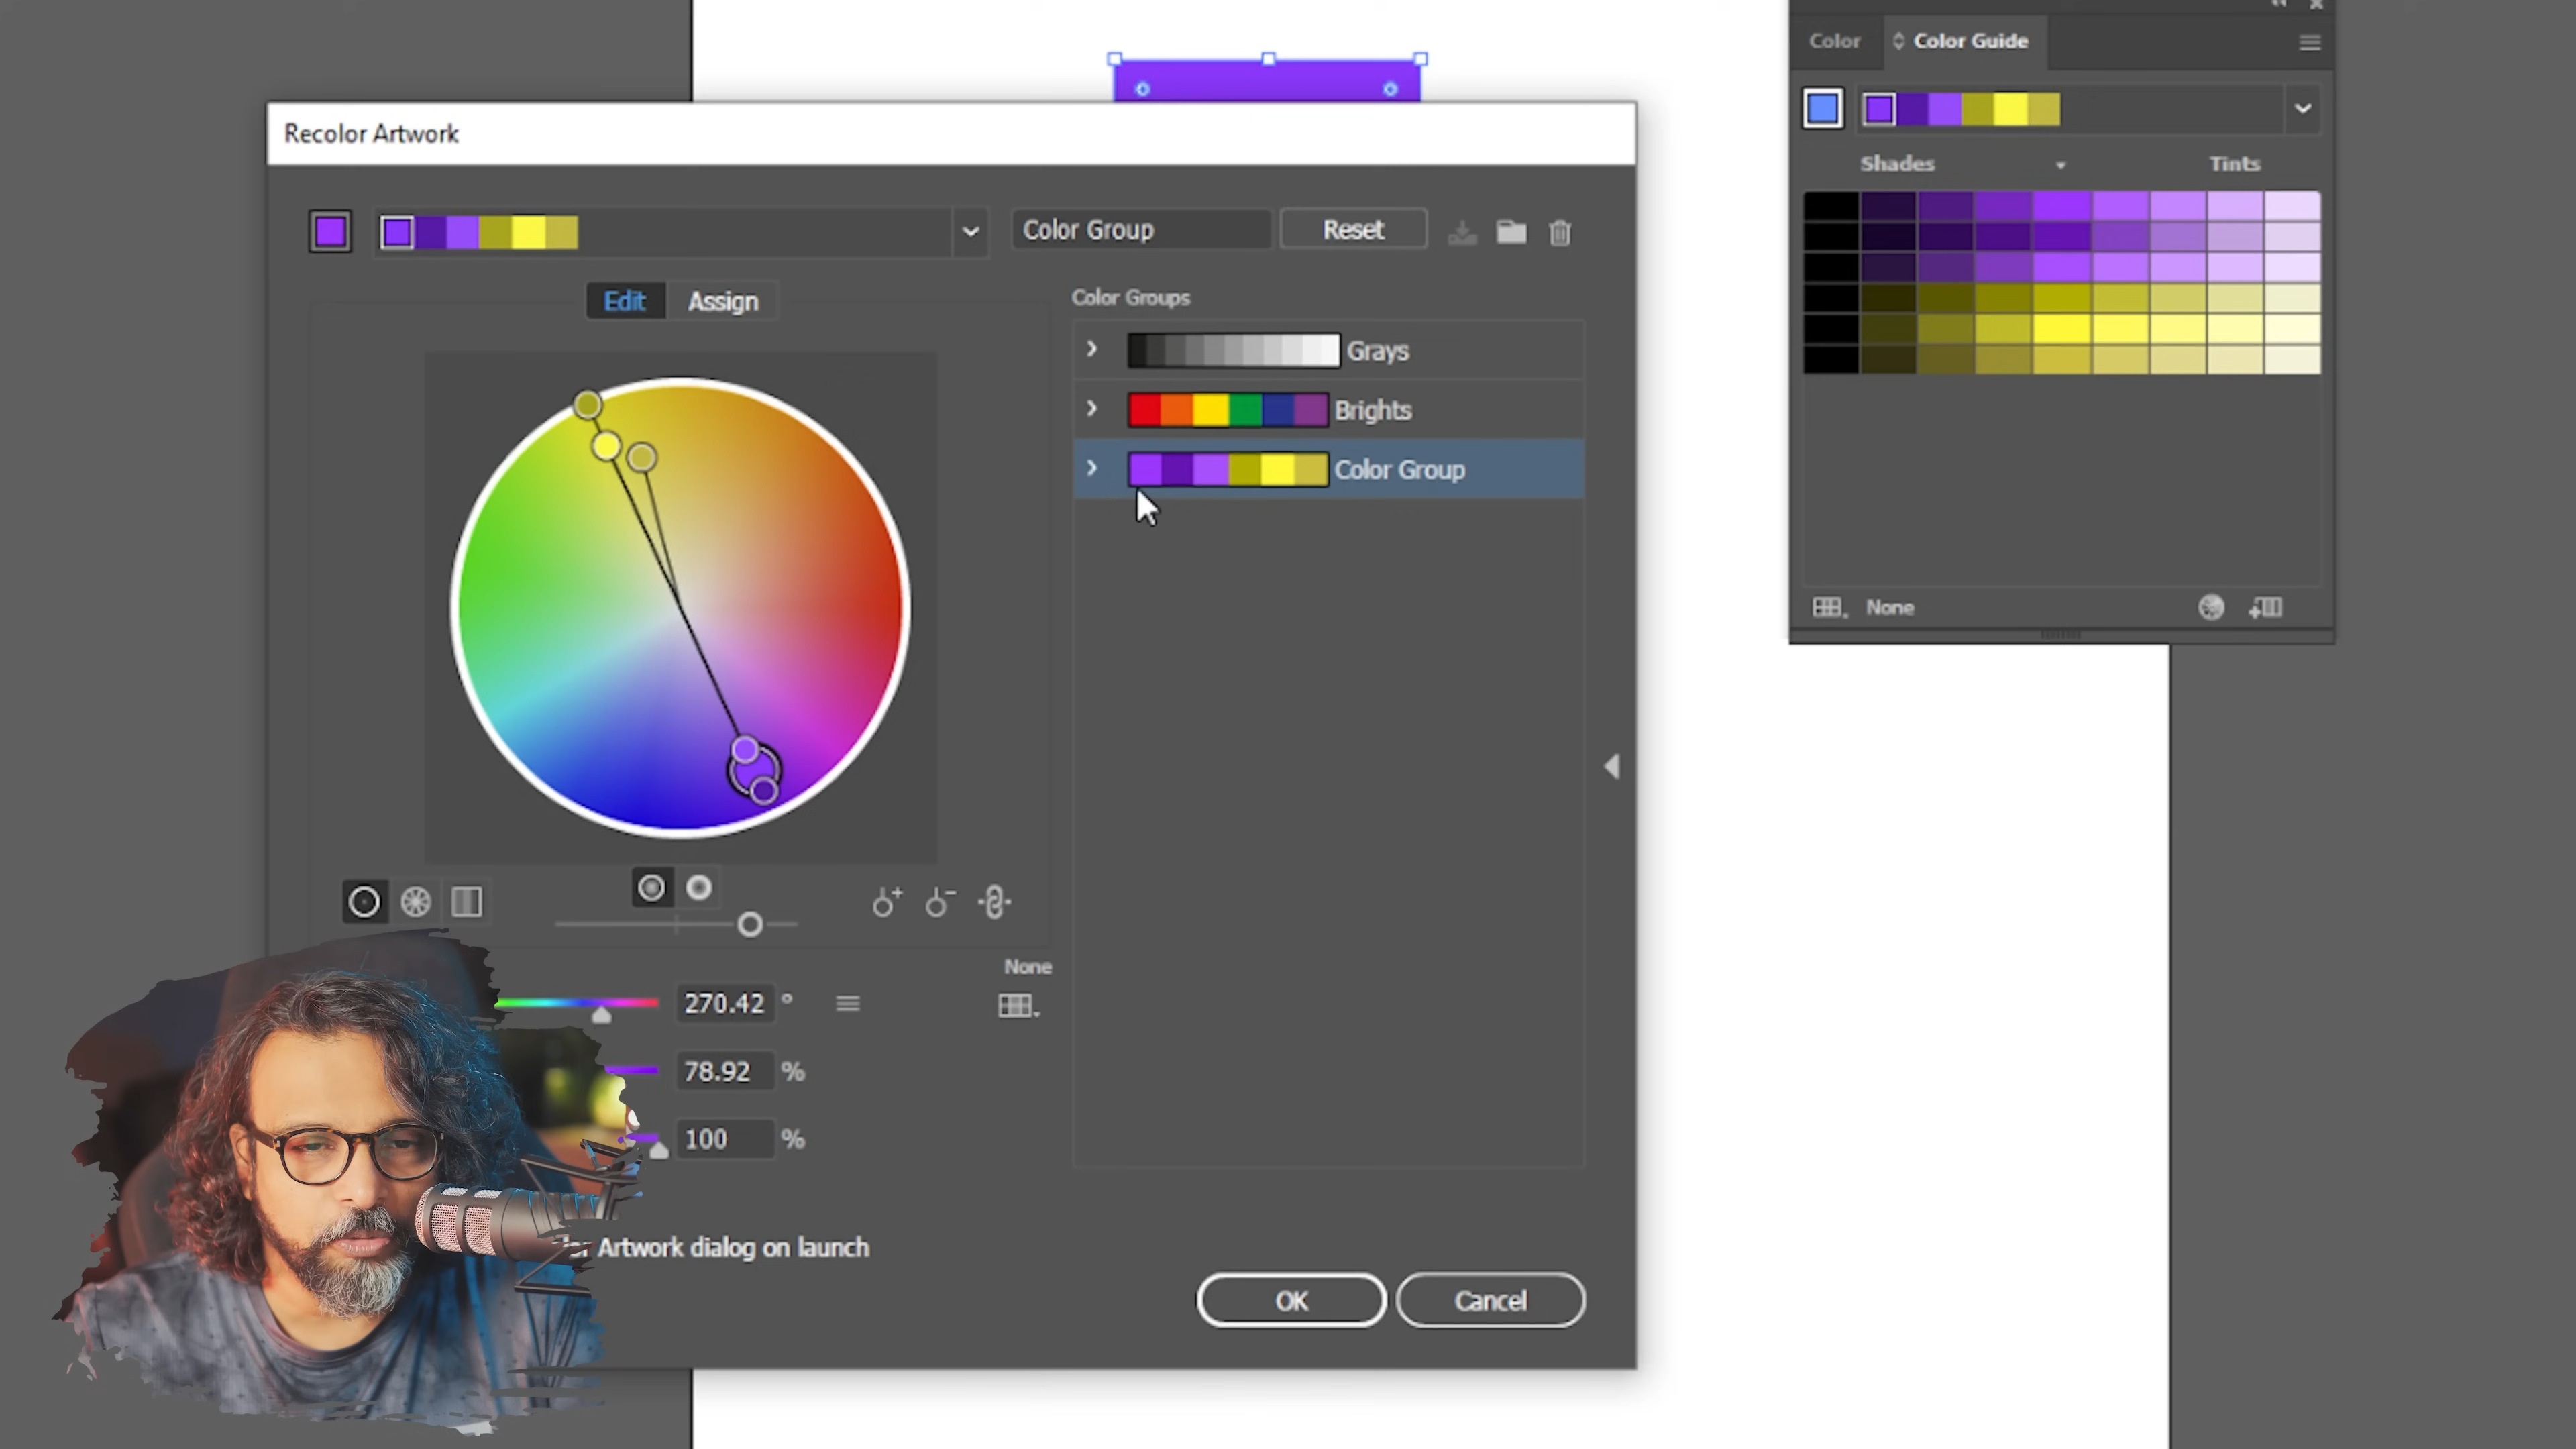 Color
Color Guide
Shades
Tints
None
Recolor Artwork
Color Group
Reset
Edit
Assign
Color Groups
Grays
Brights
Color Group
None
270.42 °
78.92 %
100 %
Artwork dialog on launch
OK
Cancel